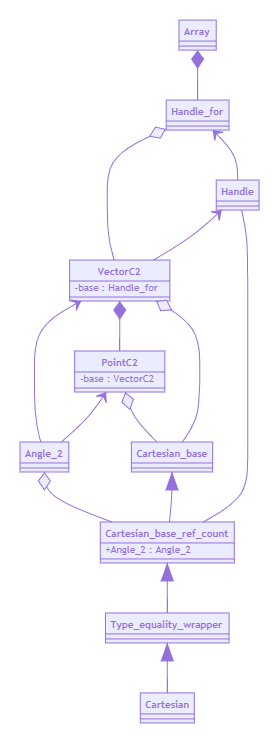 Array
Handle_for
Handle
VectorC2
-base : Handle_for
PointC2
-base : VectorC2
Angle_2
Cartesian_base
Cartesian_base_ref_count
+Angle_2 : Angle_2
Type_equality_wrapper
Cartesian